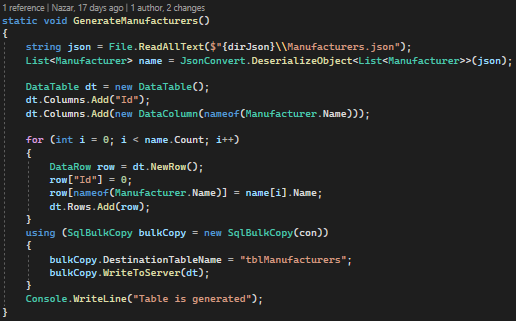 1 reference | Nazar, 17 days ago | 1 author, 2 changes
static void GenerateManufacturers()
{
    string json = File.ReadAllText($"{dirJson}\\Manufacturers.json");
    List<Manufacturer> name = JsonConvert.DeserializeObject<List<Manufacturer>>(json);

    DataTable dt = new DataTable();
    dt.Columns.Add("Id");
    dt.Columns.Add(new DataColumn(nameof(Manufacturer.Name)));

    for (int i = 0; i < name.Count; i++)
    {
        DataRow row = dt.NewRow();
        row["Id"] = 0;
        row[nameof(Manufacturer.Name)] = name[i].Name;
        dt.Rows.Add(row);
    }
    using (SqlBulkCopy bulkCopy = new SqlBulkCopy(con))
    {
        bulkCopy.DestinationTableName = "tblManufacturers";
        bulkCopy.WriteToServer(dt);
    }
    Console.WriteLine("Table is generated");
}